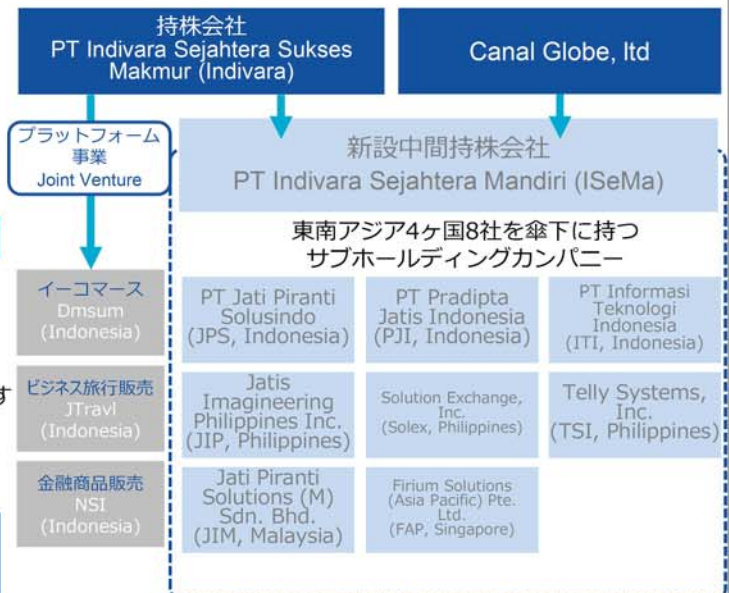 持株会社
PT Indivara Sejahtera Sukses
Makmur (Indivara)
Canal Globe, ltd
プラットフォーム
事業
Joint Venture
新設中間持株会社
PT Indivara Sejahtera Mandiri (ISeMa)
東南アジア4ヶ国8社を傘下に持つ
サブホールディングカンパニー
イーコマース
Dmsum
(Indonesia)
PT Jati Piranti
Solusindo
(JPS, Indonesia)
PT Pradipta
Jatis Indonesia
(PJI, Indonesia)
PT Informasi
Teknologi
Indonesia
(ITI, Indonesia)
す
ビジネス旅行販売
JTravl
(Indonesia)
Jatis
Imagineering
Philippines Inc.
(JIP, Philippines)
Solution Exchange,
Inc.
(Solex, Philippines)
Telly Systems,
Inc.
(TSI, Philippines)
金融商品販売
NSI
(Indonesia)
Jati Piranti
Solutions (M)
Sdn. Bhd.
(JIM, Malaysia)
Firium Solutions
(Asia Pacific) Pte.
Ltd.
(FAP, Singapore)